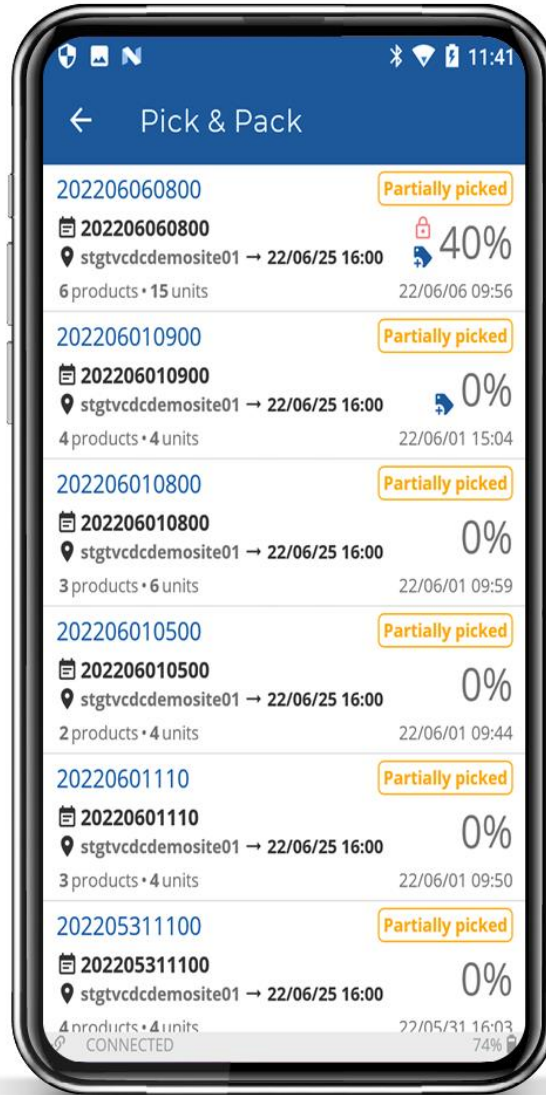 11:41
Pick & Pack
202206060800 Partially picked
202206060800
stgtvcdcdemosite01 → 22/06/25 16:00 40%
6 products • 15 units 22/06/06 09:56
202206010900 Partially picked
202206010900
stgtvcdcdemosite01 → 22/06/25 16:00 0%
4 products • 4 units 22/06/01 15:04
202206010800 Partially picked
202206010800
stgtvcdcdemosite01 → 22/06/25 16:00 0%
3 products • 6 units 22/06/01 09:59
202206010500 Partially picked
202206010500
stgtvcdcdemosite01 → 22/06/25 16:00 0%
2 products • 4 units 22/06/01 09:44
20220601110 Partially picked
20220601110
stgtvcdcdemosite01 → 22/06/25 16:00 0%
3 products • 4 units 22/06/01 09:50
202205311100 Partially picked
202205311100
stgtvcdcdemosite01 → 22/06/25 16:00 0%
4 products • 4 units 22/05/31 16:03
CONNECTED 74%